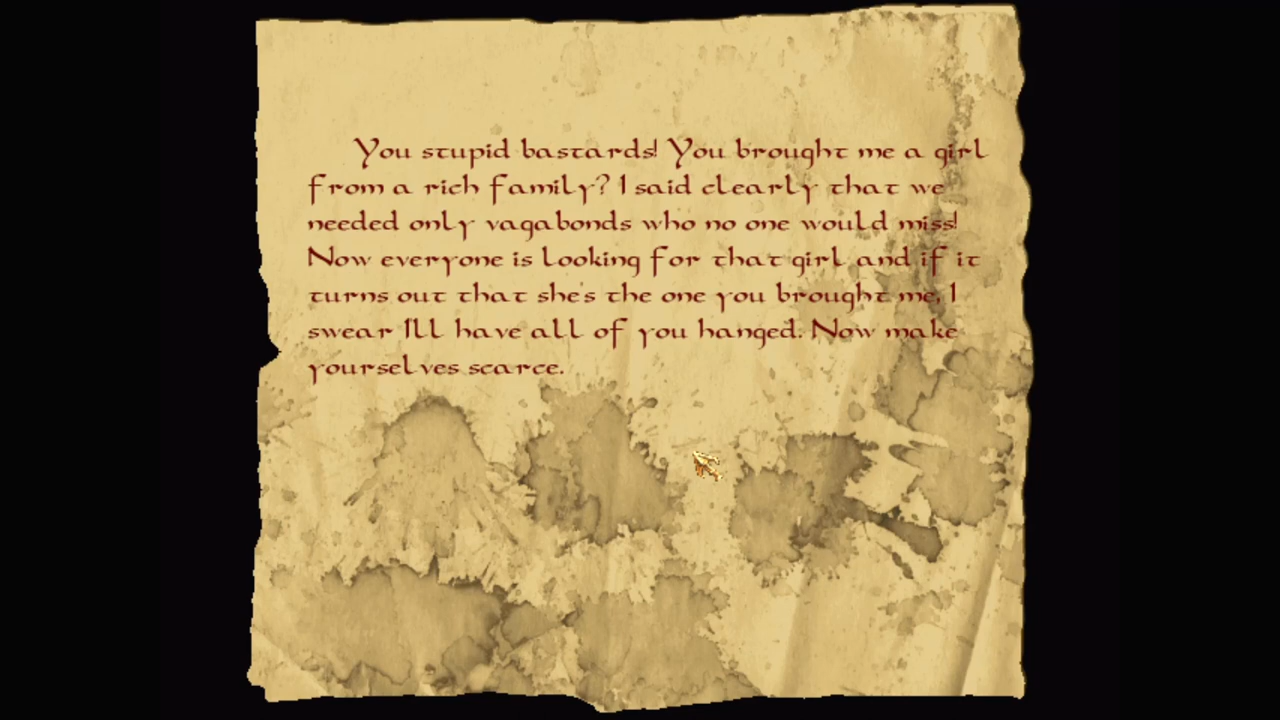 You stupid bastards! You brought me a girl
from a rich family? I said clearly that we
needed only vagabonds who no one would miss!
Now everyone is looking for that girl and if it
turns out that she's the one you brought me, I
swear I'll have all of you hanged. Now make
yourselves scarce.